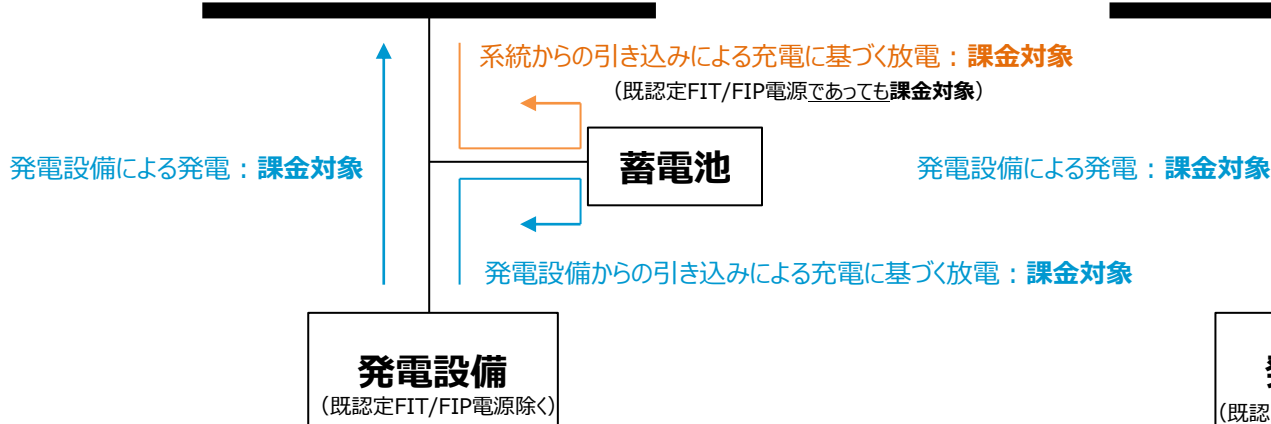 系統からの引き込みによる充電に基づく放電：課金対象
（既認定FIT/FIP電源であっても課金対象）
発電設備による発電：課金対象
蓄電池
発電設備による発電：課金対象
発電設備からの引き込みによる充電に基づく放電：課金対象
発電設備
（既認定FIT/FIP電源除く）
（既認